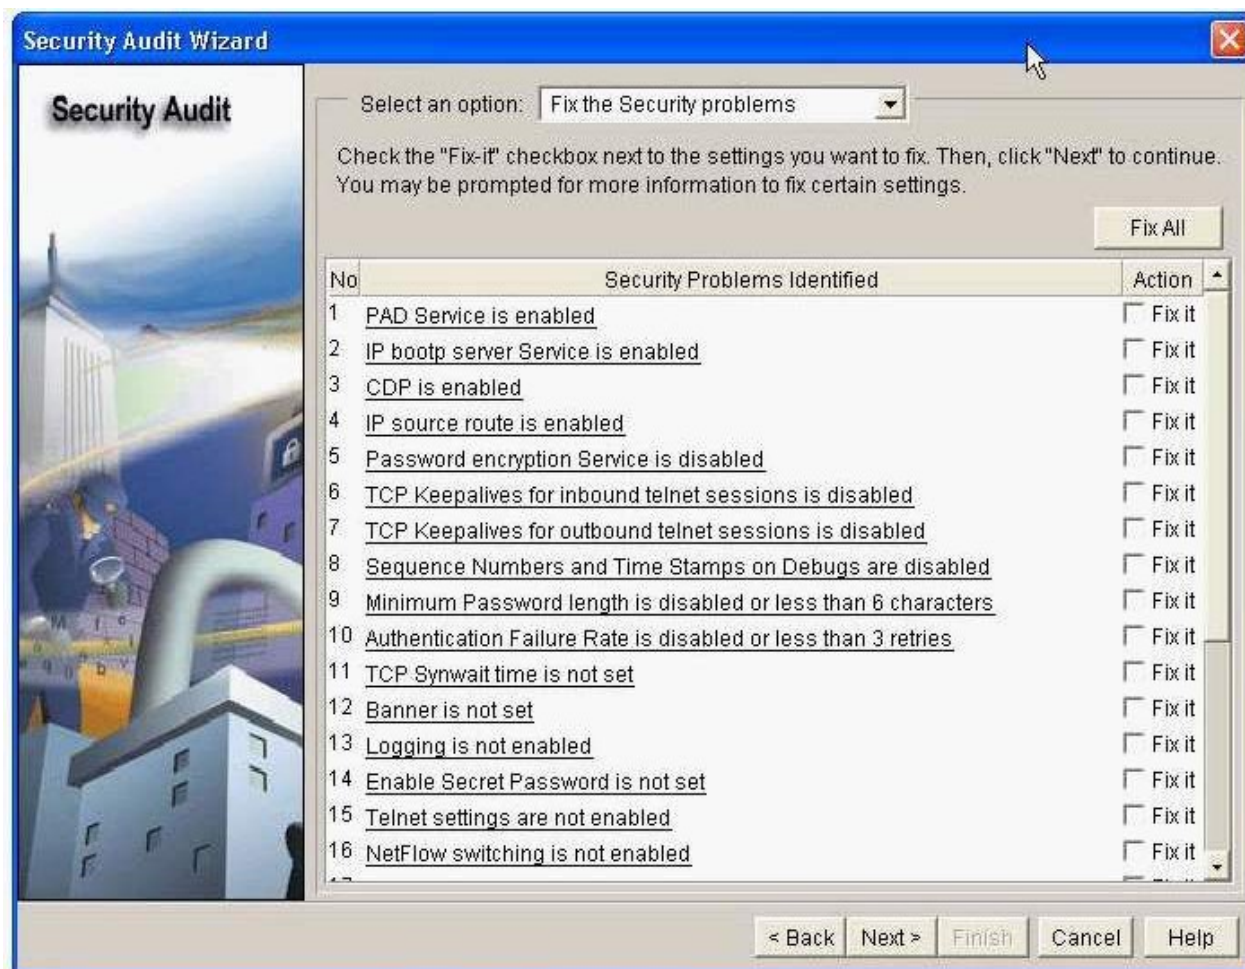 Security Audit Wizard
Security Audit
Select an option: Fix the Security problems
Check the "Fix-it" checkbox next to the settings you want to fix. Then, click "Next" to continue.
You may be prompted for more information to fix certain settings.
Fix All
No Security Problems Identified Action
1 PAD Service is enabled Fix it
2 IP bootp server Service is enabled Fix it
3 CDP is enabled Fix it
4 IP source route is enabled Fix it
5 Password encryption Service is disabled Fix it
6 TCP Keepalives for inbound telnet sessions is disabled Fix it
7 TCP Keepalives for outbound telnet sessions is disabled Fix it
8 Sequence Numbers and Time Stamps on Debugs are disabled Fix it
9 Minimum Password length is disabled or less than 6 characters Fix it
10 Authentication Failure Rate is disabled or less than 3 retries Fix it
11 TCP Synwait time is not set Fix it
12 Banner is not set Fix it
13 Logging is not enabled Fix it
14 Enable Secret Password is not set Fix it
15 Telnet settings are not enabled Fix it
16 NetFlow switching is not enabled Fix it
< Back Next > Finish Cancel Help